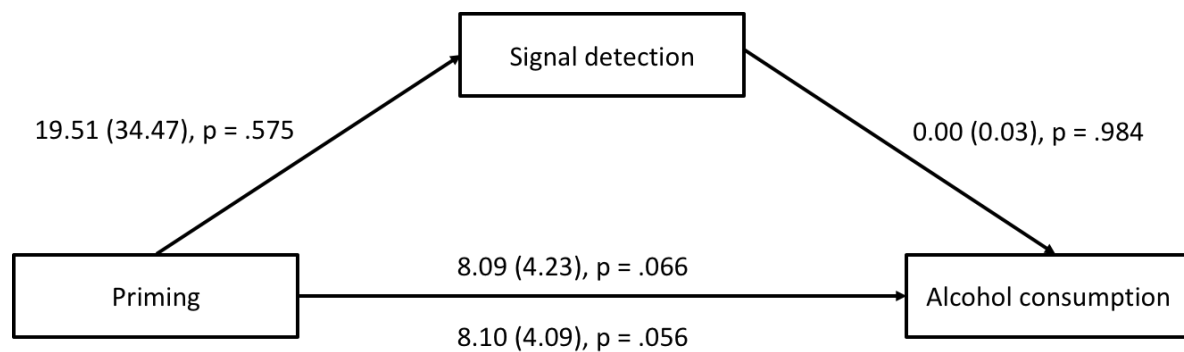 Signal detection
19.51 (34.47), p = .575
0.00 (0.03), p = .984
8.09 (4.23), p = .066
Priming
Alcohol consumption
8.10 (4.09), p = .056